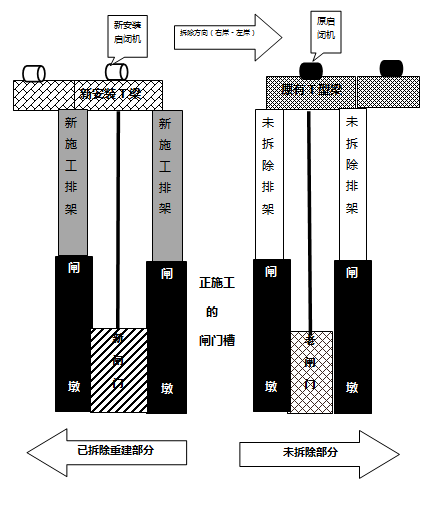 新安装
启闭机
拆除方向（右岸－左岸）
原启
闭机
新安装T梁
原有T型梁
新施工排架
新施工排架
未拆除排架
未拆除排架
闸墩
闸墩
闸墩
闸墩
正施工
的
闸门槽
新闸门
老闸门
已拆除重建部分
未拆除部分